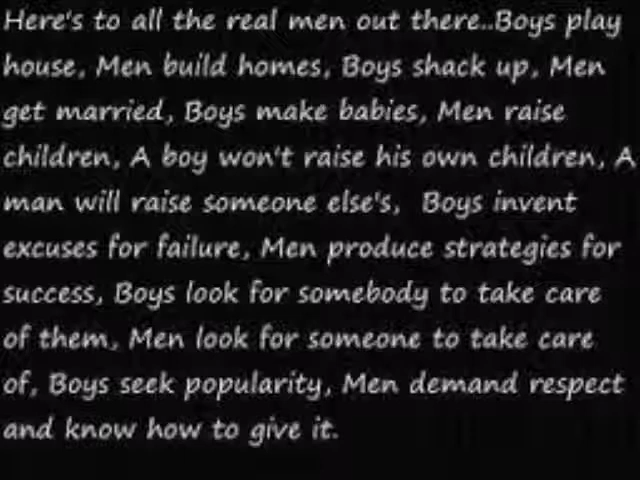 Here's to all the real men out there..Boys play
house, Men build homes, Boys shack up, Men
get married, Boys make babies, Men raise
children, A boy won't raise his own children, A
man will raise someone else's,  Boys invent
excuses for failure, Men produce strategies for
success, Boys look for somebody to take care
of them, Men look for someone to take care
of, Boys seek popularity, Men demand respect
and know how to give it.